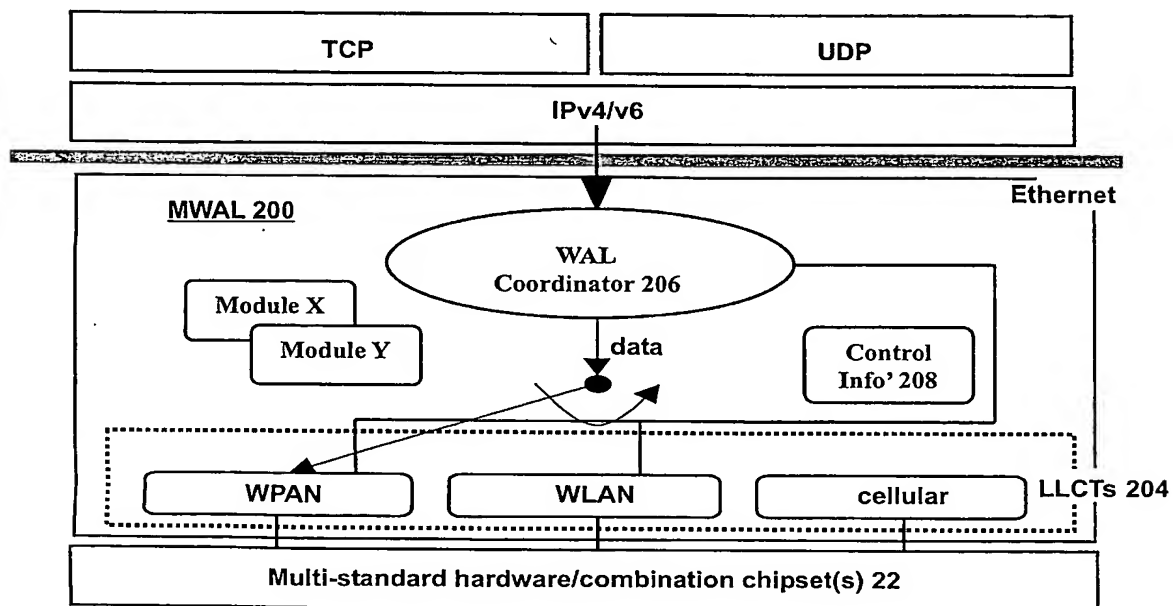 TCP
UDP
IPv4/v6
Ethernet
MWAL 200
WAL
Coordinator 206
Module X
Module Y
data
Control
Info' 208
WPAN
WLAN
cellular
LLCTs 204
Multi-standard hardware/combination chipset(s) 22